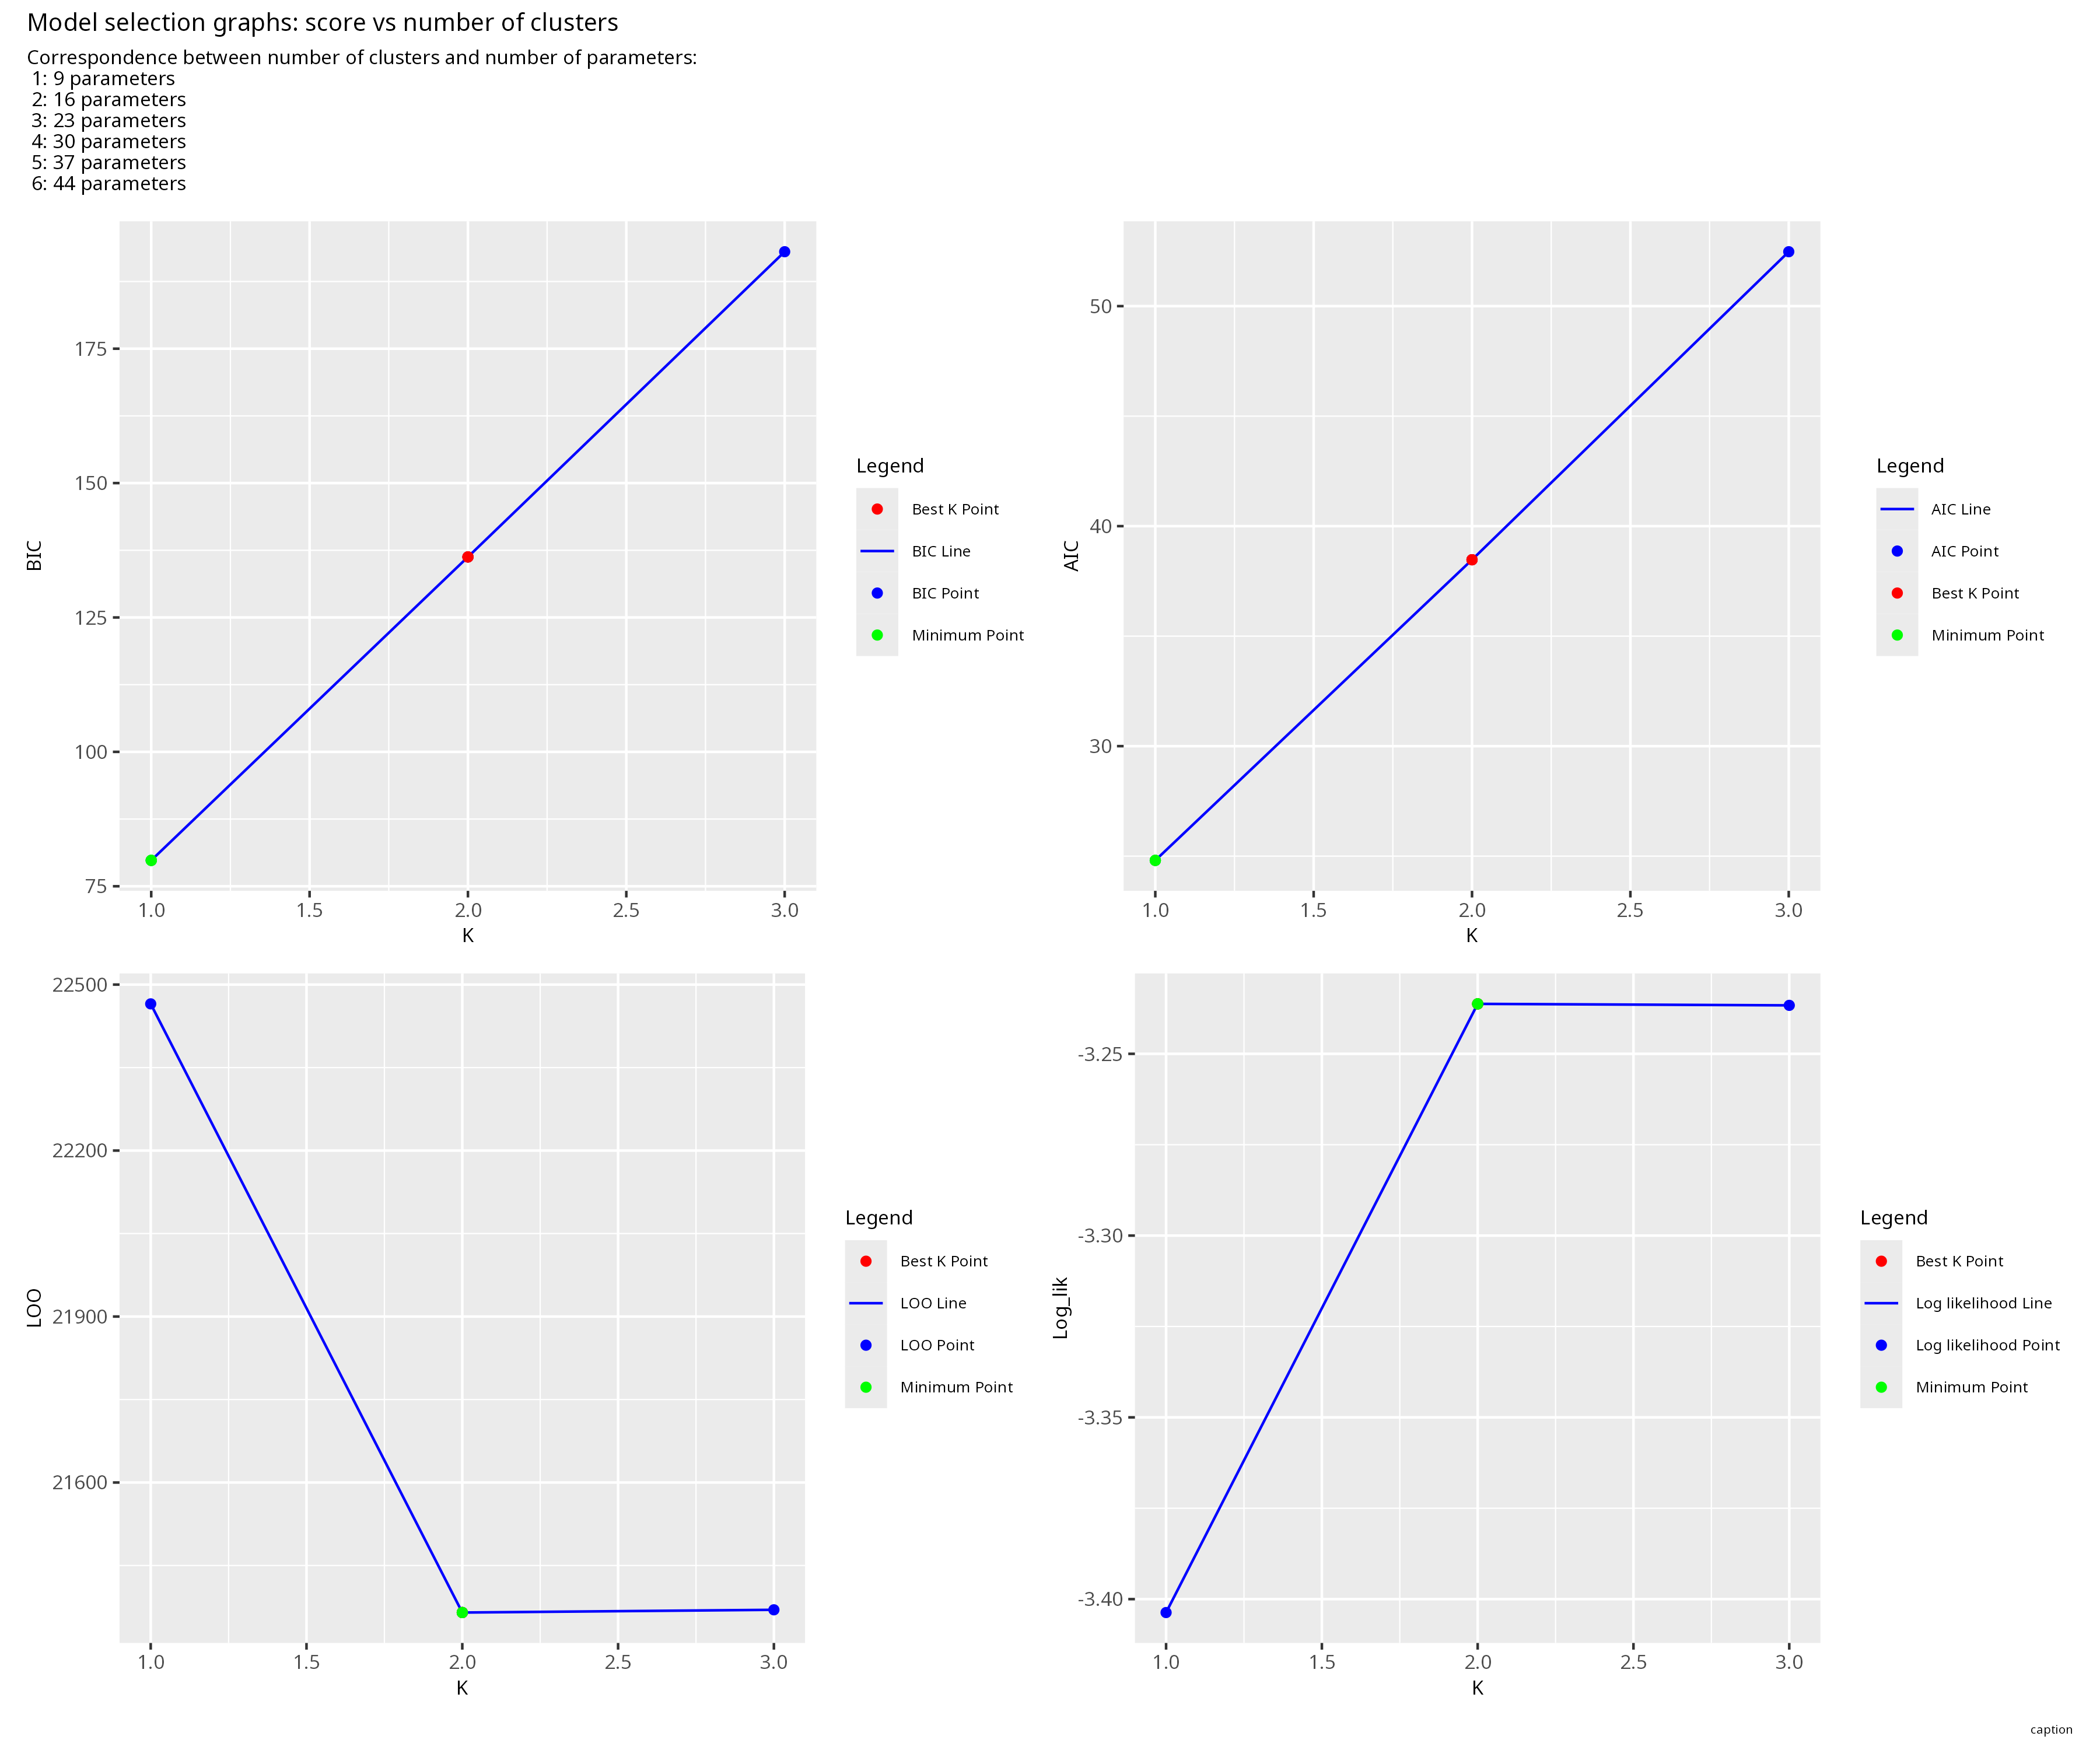 Model selection graphs: score vs number of clusters
Correspondence between number of clusters and number of parameters:
1: 9 parameters
2: 16 parameters
3: 23 parameters
4: 30 parameters
5: 37 parameters
6: 44 parameters
BIC
175
150
125
100
75
1.0 1.5 2.0 2.5 3.0
K
Legend
Best K Point
BIC Line
BIC Point
Minimum Point
AIC
50
40
30
1.0 1.5 2.0 2.5 3.0
K
Legend
AIC Line
AIC Point
Best K Point
Minimum Point
LOO
22500
22200
21900
21600
1.0 1.5 2.0 2.5 3.0
K
Legend
Best K Point
LOO Line
LOO Point
Minimum Point
Log_lik
-3.25
-3.30
-3.35
-3.40
1.0 1.5 2.0 2.5 3.0
K
Legend
Best K Point
Log likelihood Line
Log likelihood Point
Minimum Point
caption